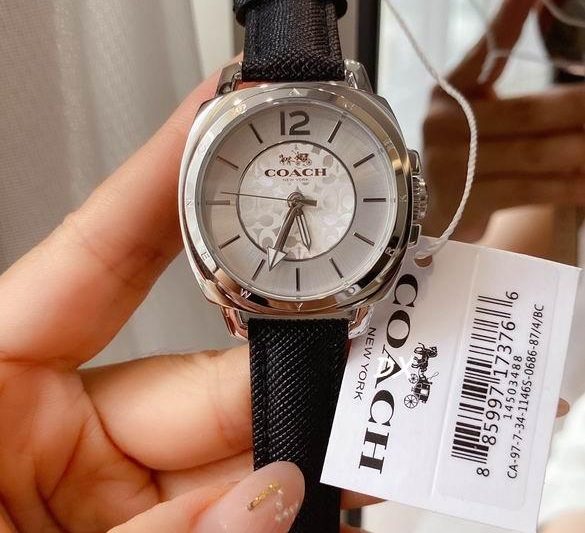 12
COACH
NEW YORK
COACH
NEW YORK
8 85997 17376 6
14503488
CA-97-7-34-1146S-0686-87/4/BC